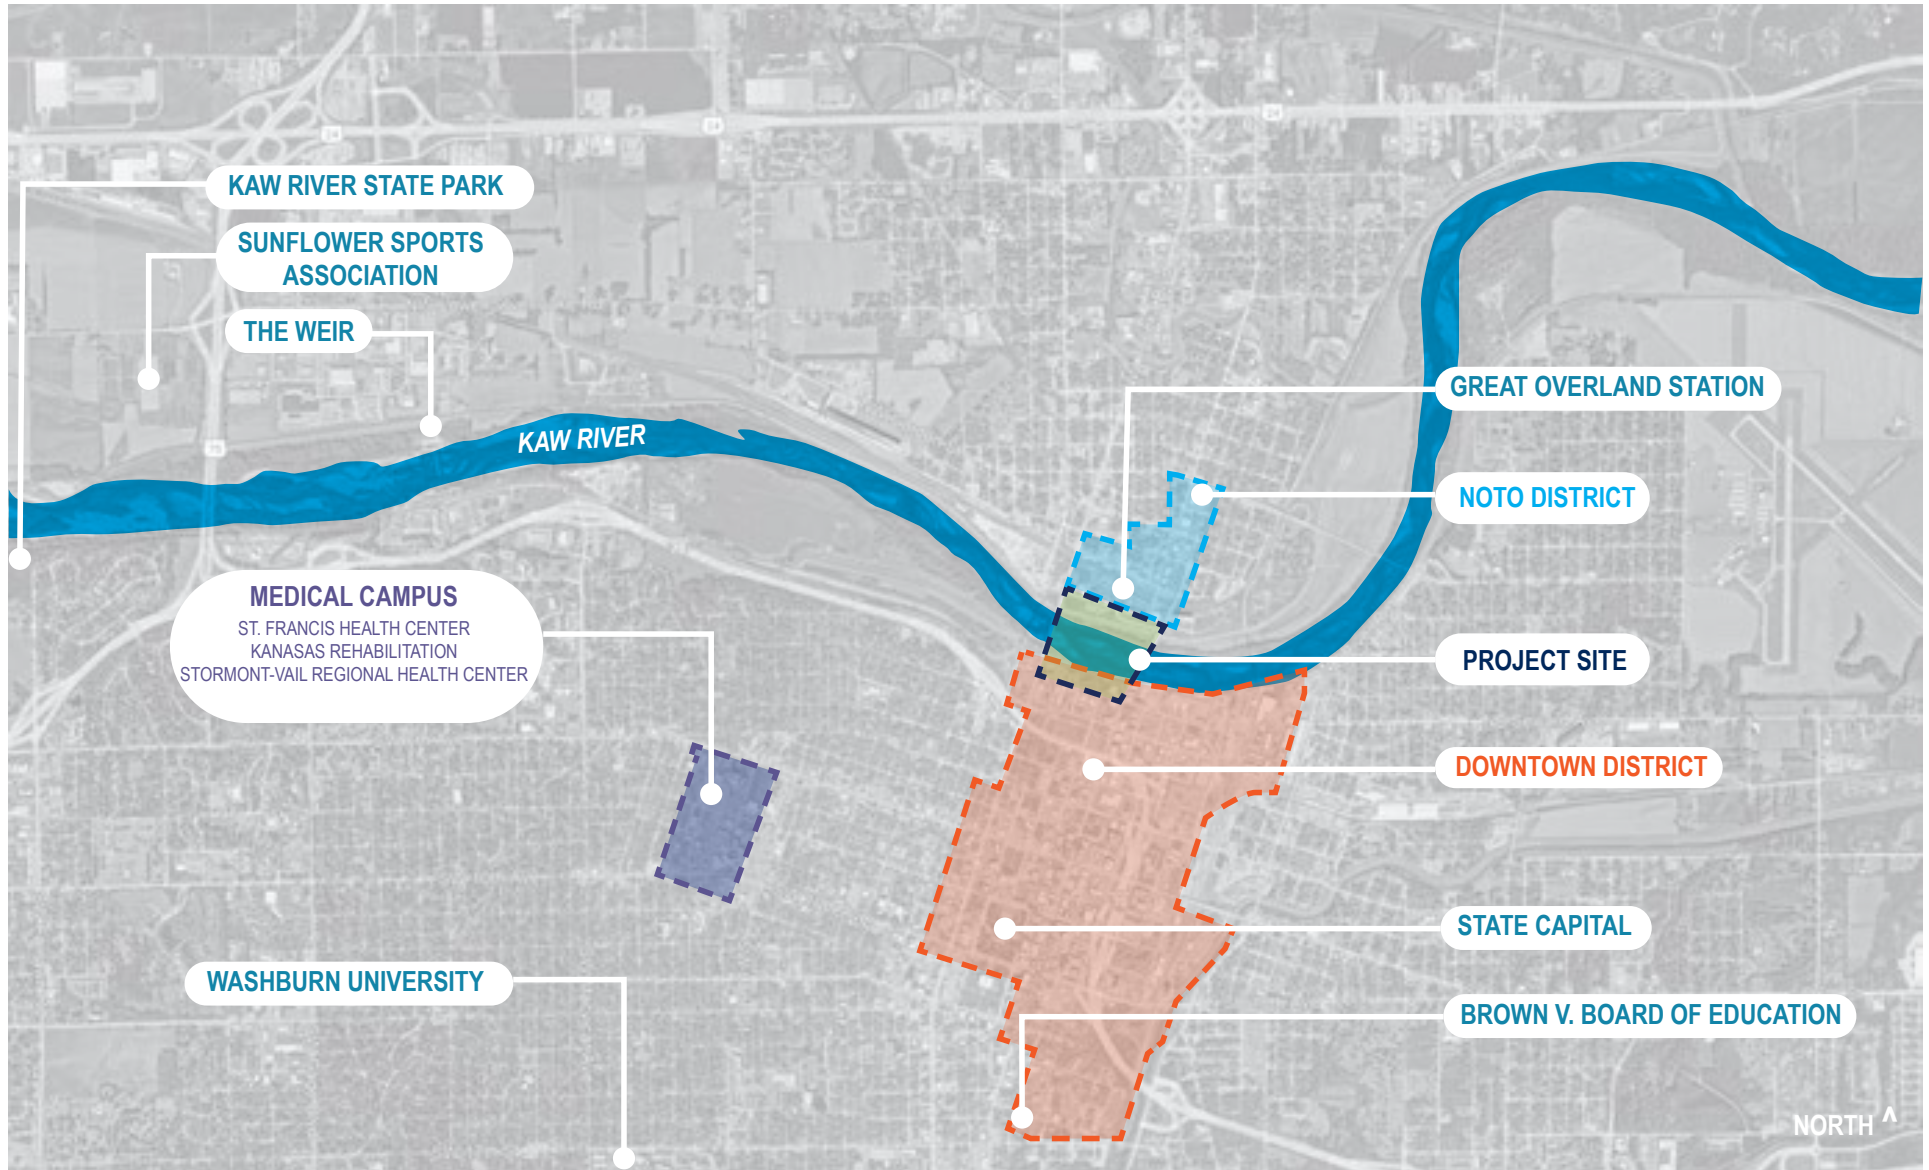 KAW RIVER STATE PARK
SUNFLOWER SPORTS
ASSOCIATION
THE WEIR
KAW RIVER
GREAT OVERLAND STATION
NOTO DISTRICT
MEDICAL CAMPUS
ST. FRANCIS HEALTH CENTER
KANASAS REHABILITATION
STORMONT-VAIL REGIONAL HEALTH CENTER
PROJECT SITE
DOWNTOWN DISTRICT
STATE CAPITAL
WASHBURN UNIVERSITY
BROWN V. BOARD OF EDUCATION
NORTH ^